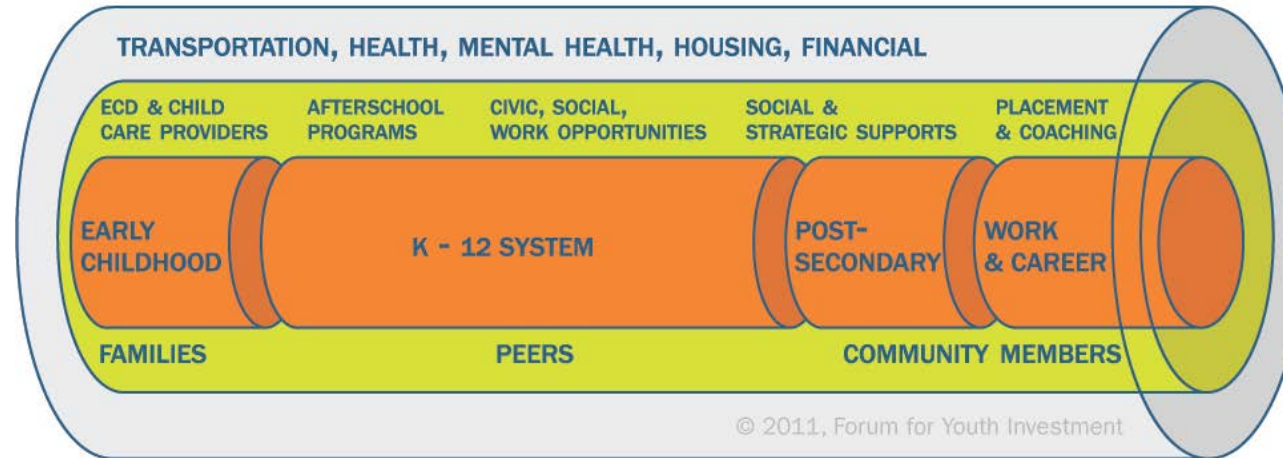 TRANSPORTATION, HEALTH, MENTAL HEALTH, HOUSING, FINANCIAL
ECD & CHILD
CARE PROVIDERS
AFTERSCHOOL
PROGRAMS
CIVIC, SOCIAL,
WORK OPPORTUNITIES
SOCIAL &
STRATEGIC SUPPORTS
PLACEMENT
& COACHING
EARLY
CHILDHOOD
K - 12 SYSTEM
POST-
SECONDARY
WORK
& CAREER
FAMILIES
PEERS
COMMUNITY MEMBERS
© 2011, Forum for Youth Investment